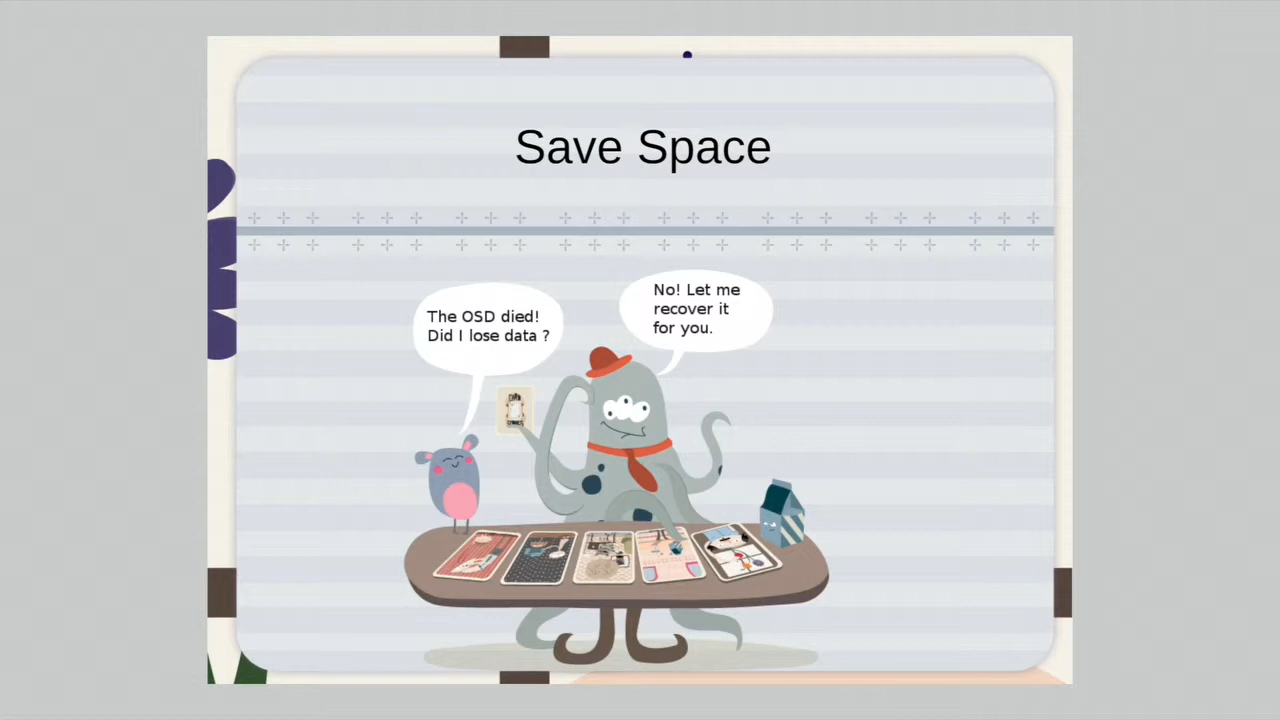 Save Space
The OSD died!
Did I lose data ?
No! Let me
recover it
for you.